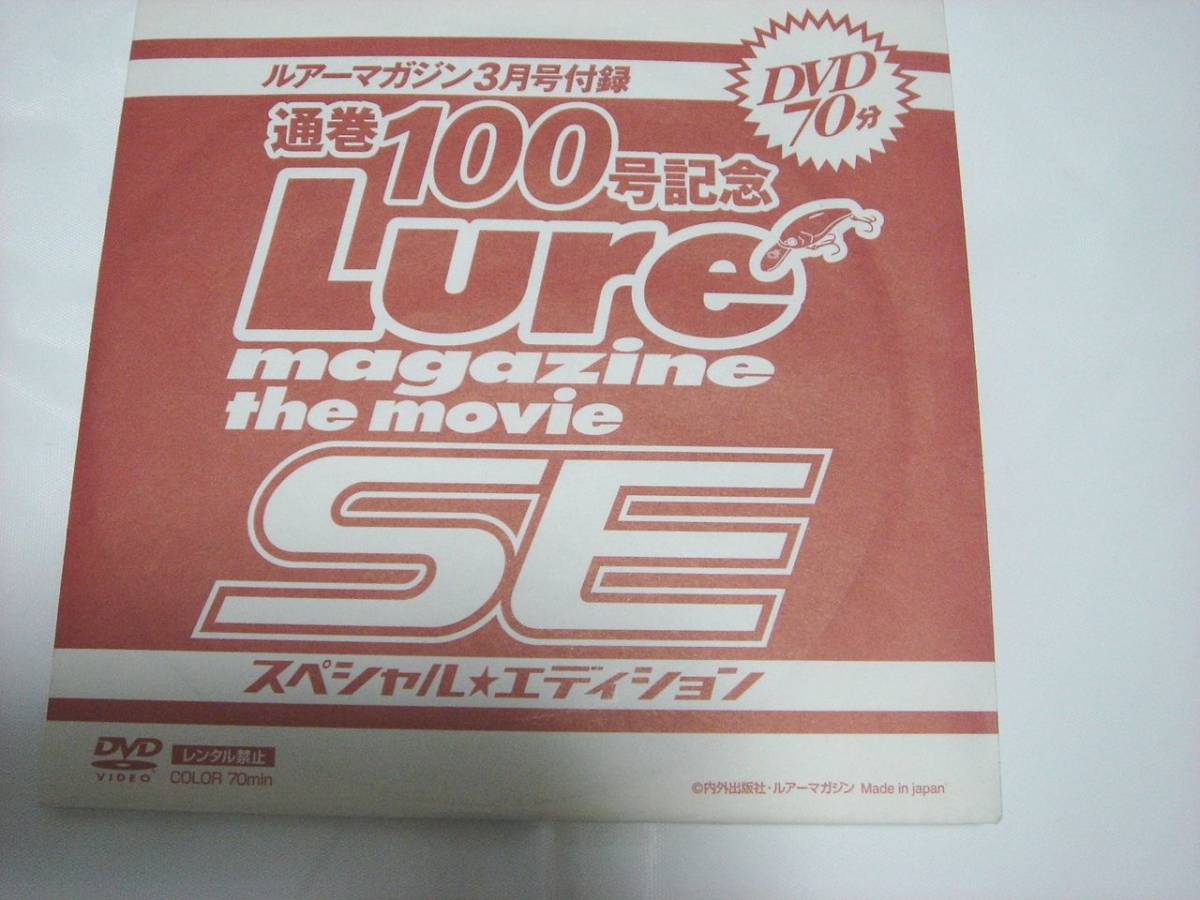 ルアーマガジン3月号付録
DVD
70分
通巻100号記念
Lure
magazine
the movie
SE
スペシャル★エディション
DVD
VIDEO
レンタル禁止
COLOR 70min
©内外出版社・ルアーマガジン Made in japan